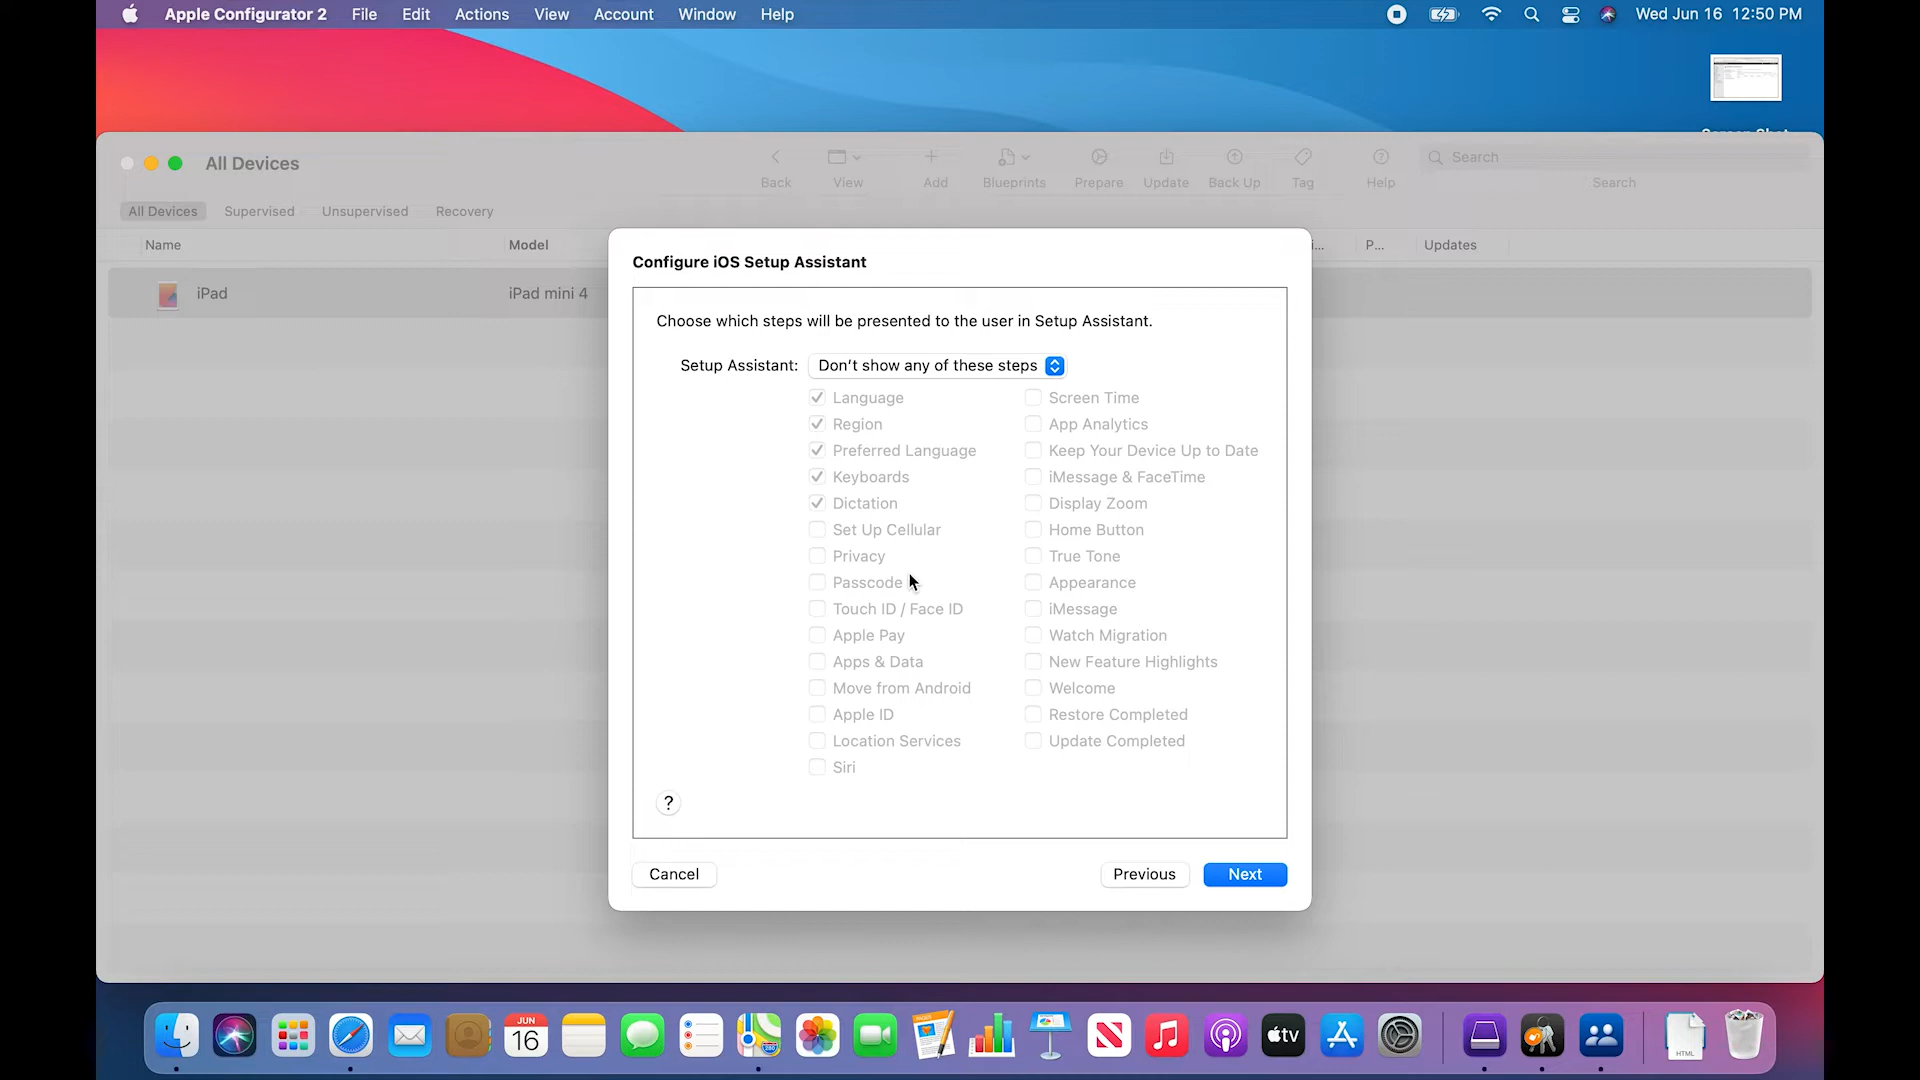 Apple Configurator 2 File Edit Actions View Account Window Help
Wed Jun 16 12:50 PM
All Devices
Back View Add Blueprints Prepare Update Back Up Tag Help
Search
Search
All Devices Supervised Unsupervised Recovery
Name Model P... Updates
iPad iPad mini 4
Configure iOS Setup Assistant
Choose which steps will be presented to the user in Setup Assistant.
Setup Assistant: Don't show any of these steps
Language
Region
Preferred Language
Keyboards
Dictation
Set Up Cellular
Privacy
Passcode
Touch ID / Face ID
Apple Pay
Apps & Data
Move from Android
Apple ID
Location Services
Siri
Screen Time
App Analytics
Keep Your Device Up to Date
iMessage & FaceTime
Display Zoom
Home Button
True Tone
Appearance
iMessage
Watch Migration
New Feature Highlights
Welcome
Restore Completed
Update Completed
?
Cancel Previous Next
JUN
16
tv
HTML